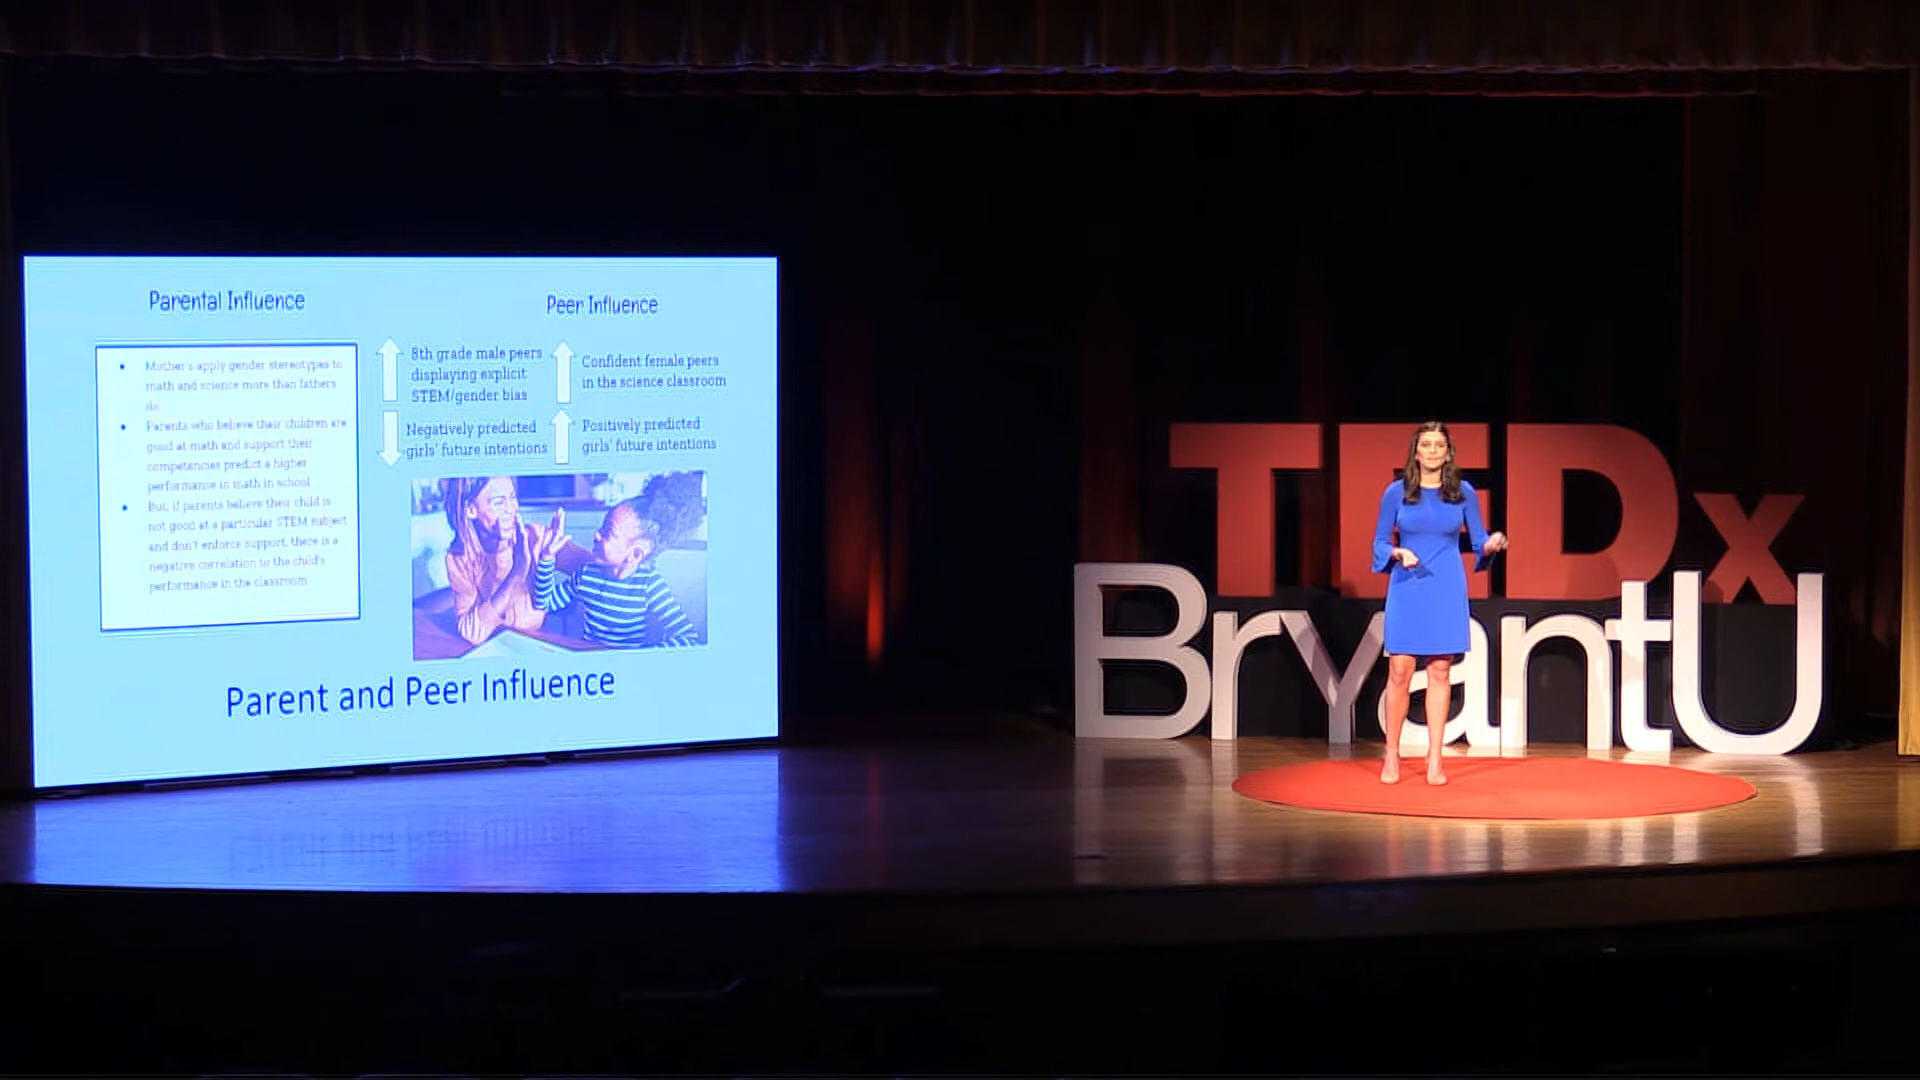 Parental Influence
Mother's apply gender stereotypes to
math and science more than fathers
do
Parents who believe their children are
good at math and support their
competencies predict a higher
performance in math in school
But, if parents believe their child is
not good at a particular STEM subject
and don't enforce support, there is a
negative correlation to the child's
performance in the classroom
Peer Influence
8th grade male peers
displaying explicit
STEM/gender bias
Negatively predicted
girls' future intentions
Confident female peers
in the science classroom
Positively predicted
girls' future intentions
Parent and Peer Influence
TEDx
BryantU